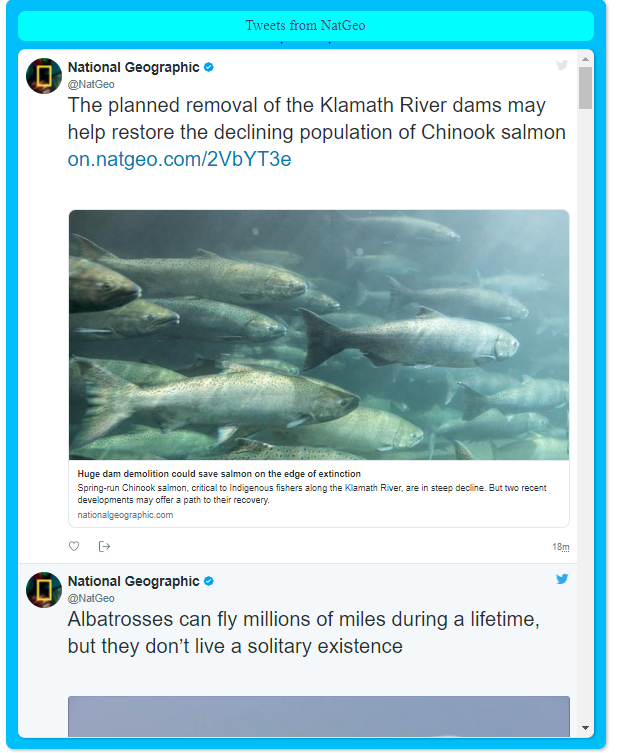 Tweets from NatGeo
National Geographic
@NatGeo
The planned removal of the Klamath River dams may
help restore the declining population of Chinook salmon
on.natgeo.com/2VbYT3e
Huge dam demolition could save salmon on the edge of extinction
Spring-run Chinook salmon, critical to Indigenous fishers along the Klamath River, are in steep decline. But two recent
developments may offer a path to their recovery.
nationalgeographic.com
18m
National Geographic
@NatGeo
Albatrosses can fly millions of miles during a lifetime,
but they don’t live a solitary existence